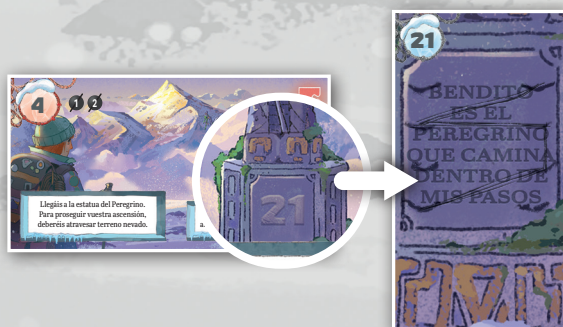 4
1 2
Llegáis a la estatua del Peregrino.
Para proseguir vuestra ascensión,
deberéis atravesar terreno nevado.
a.
21
21
BENDITO
ES EL
PEREGRINO
QUE CAMINA
DENTRO DE
MIS PASOS